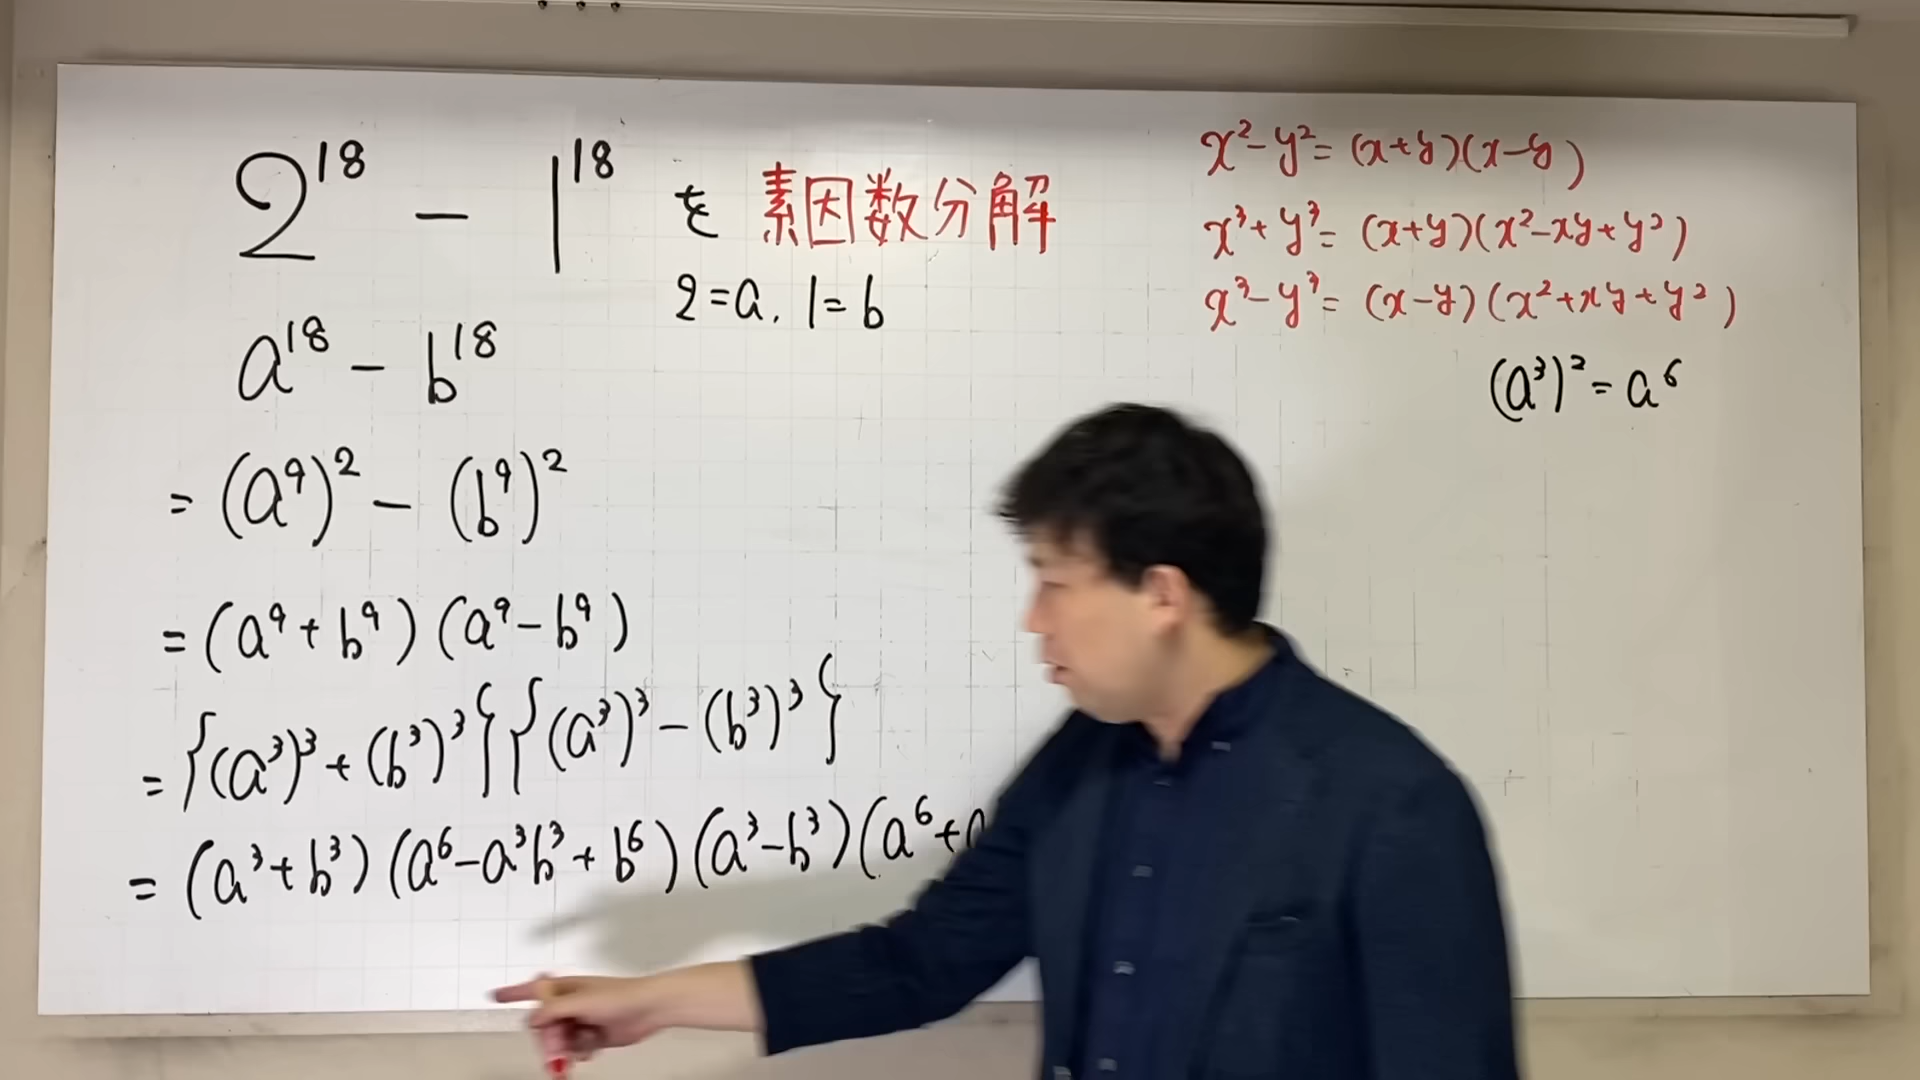 2¹⁸ - 1¹⁸ を 素因数分解
2=a. 1=b
a¹⁸ - b¹⁸
= (a⁹)² - (b⁹)²
= (a⁹ + b⁹) (a⁹ - b⁹)
= {(a³)³ + (b³)³} {(a³)³ - (b³)³}
= (a³ + b³) (a⁶ - a³b³ + b⁶) (a³ - b³) (a⁶ +
x² - y² = (x+y)(x-y)
x³ + y³ = (x+y)(x² - xy + y²)
x³ - y³ = (x-y)(x² + xy + y²)
(a³)² = a⁶